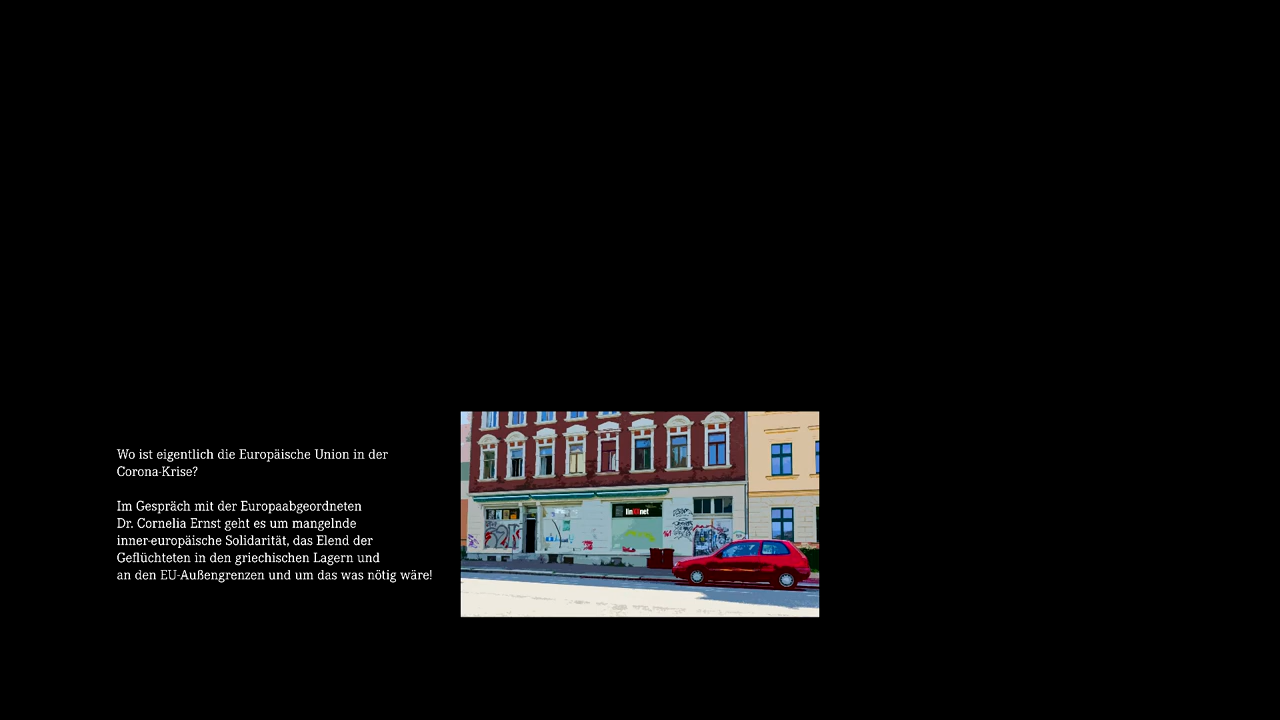 Wo ist eigentlich die Europäische Union in der
Corona-Krise?
Im Gespräch mit der Europaabgeordneten
Dr. Cornelia Ernst geht es um mangelnde
inner-europäische Solidarität, das Elend der
Geflüchteten in den griechischen Lagern und
an den EU-Außengrenzen und um das was nötig wäre!
linXXnet